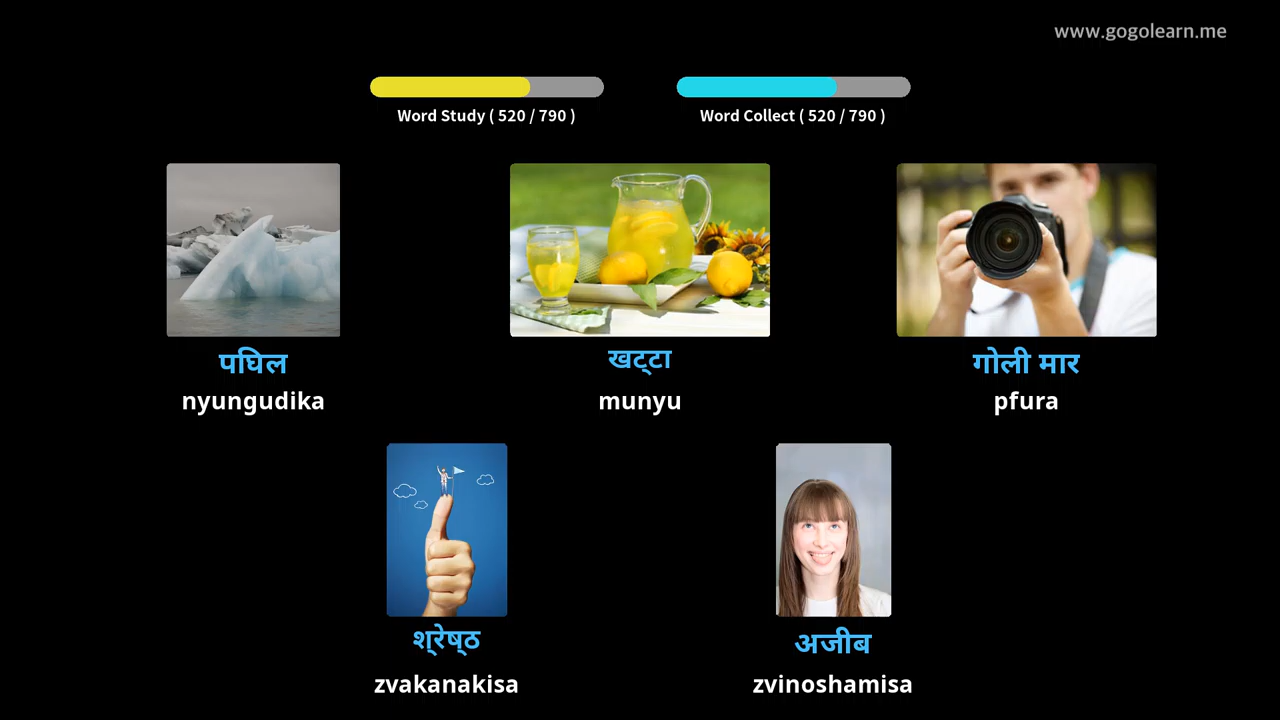 www.gogolearn.me
Word Study ( 520 / 790 )
Word Collect ( 520 / 790 )
पघिल
nyungudika
खट्टा
munyu
गोली मार
pfura
श्रेष्ठ
zvakanakisa
अजीब
zvinoshamisa